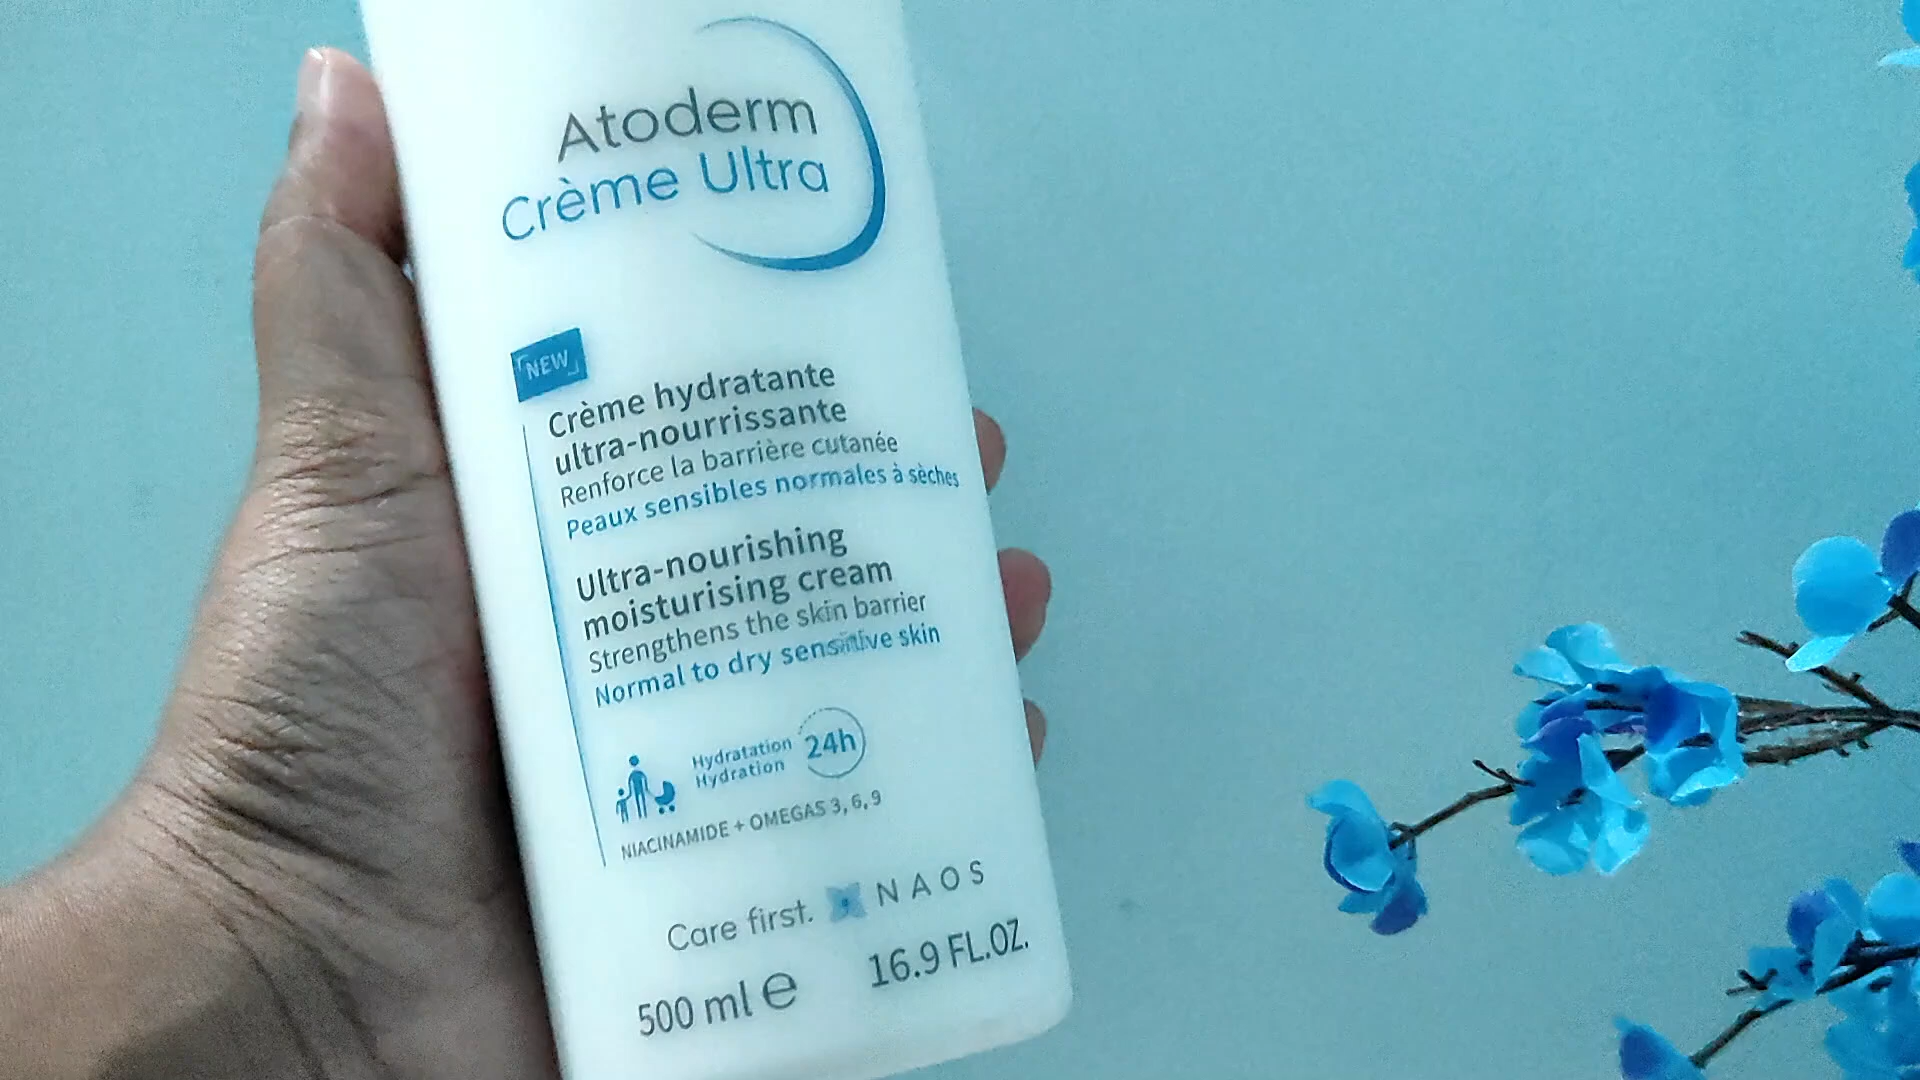 Atoderm
Crème Ultra
NEW
Crème hydratante
ultra-nourrissante
Renforce la barrière cutanée
Peaux sensibles normales à sèches
Ultra-nourishing
moisturising cream
Strengthens the skin barrier
Normal to dry sensitive skin
Hydratation
Hydration
24h
NIACINAMIDE + OMEGAS 3, 6, 9
Care first. NAOS
500 ml e 16.9 FL.OZ.